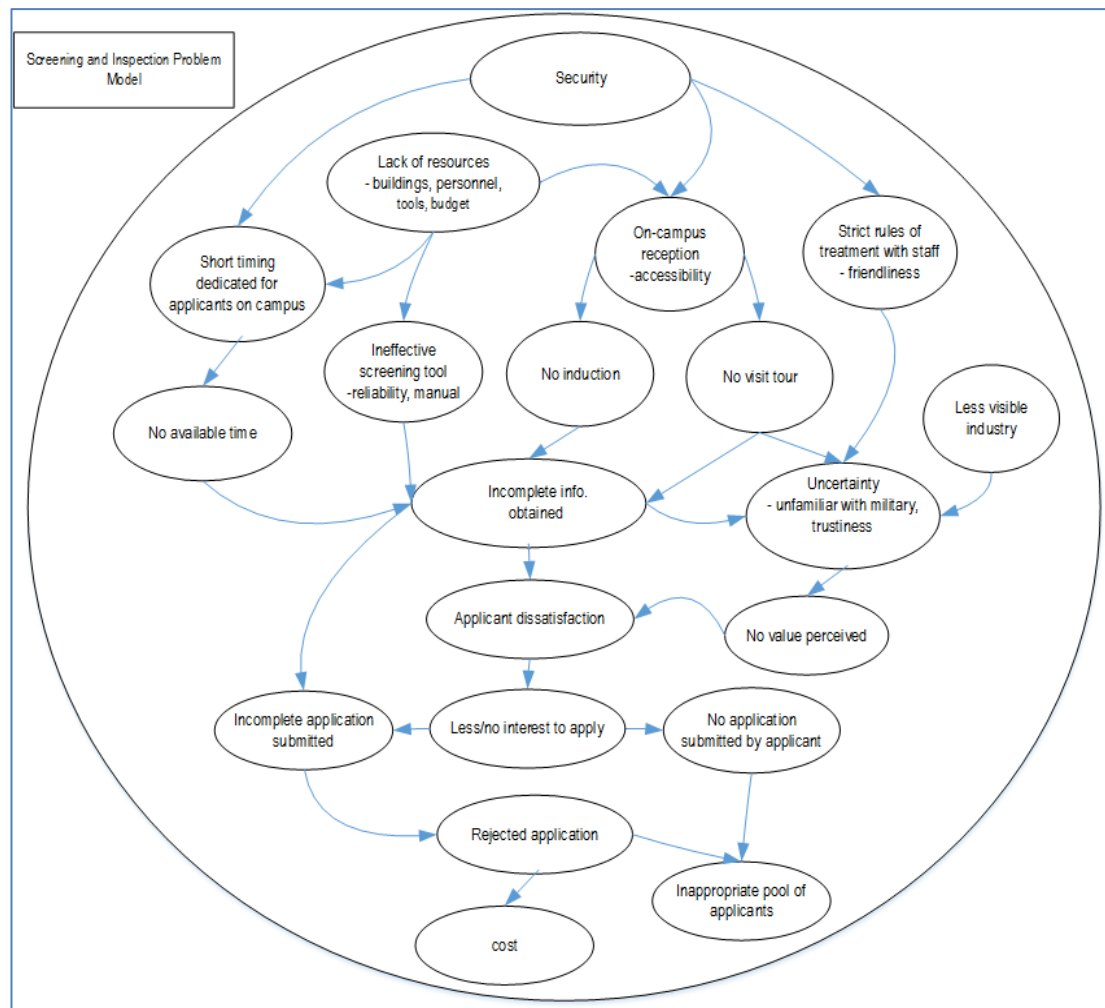 Screening and Inspection Problem
Model
Security
Lack of resources
- buildings, personnel,
tools, budget
On-campus
reception
-accessibility
Strict rules of
treatment with staff
- friendliness
Short timing
dedicated for
applicants on campus
Ineffective
screening tool
-reliability, manual
No induction
No visit tour
Less visible
industry
No available time
Incomplete info.
obtained
Uncertainty
- unfamiliar with military,
trustiness
Applicant dissatisfaction
No value perceived
Incomplete application
submitted
Less/no interest to apply
No application
submitted by applicant
Rejected application
Inappropriate pool of
applicants
cost